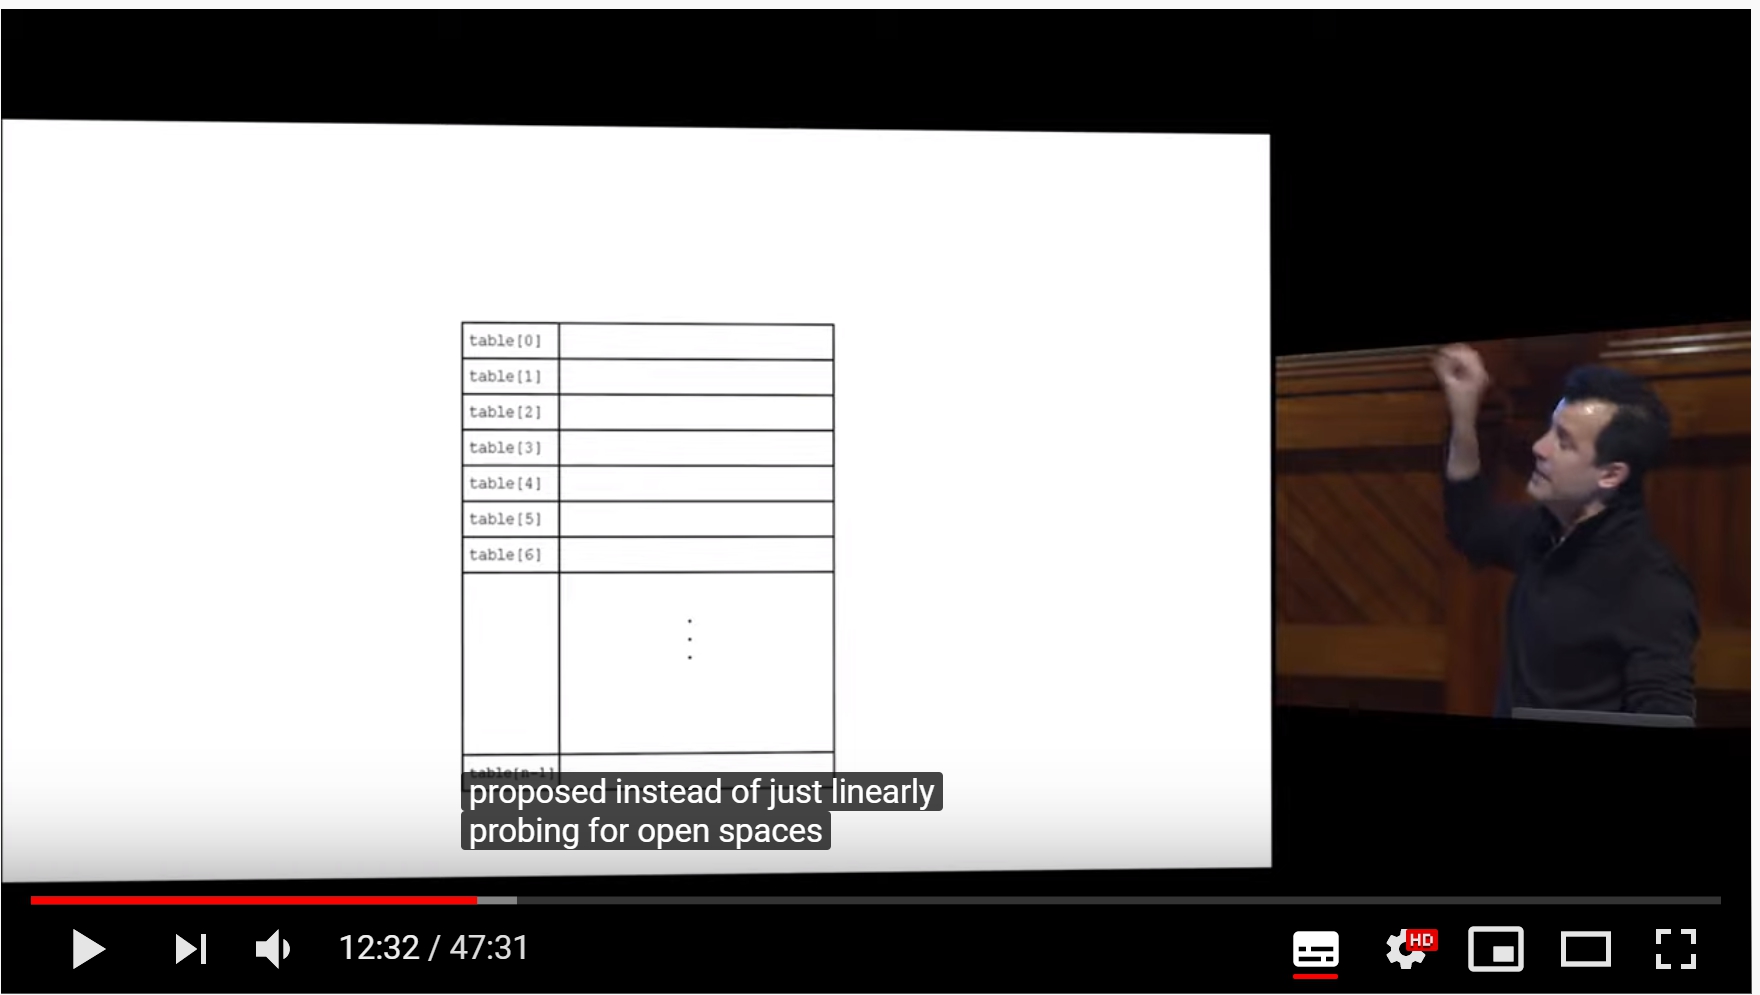 table[0]
table[1]
table[2]
table[3]
table[4]
table[5]
table[6]
table[n-1]
proposed instead of just linearly
probing for open spaces
12:32 / 47:31
HD